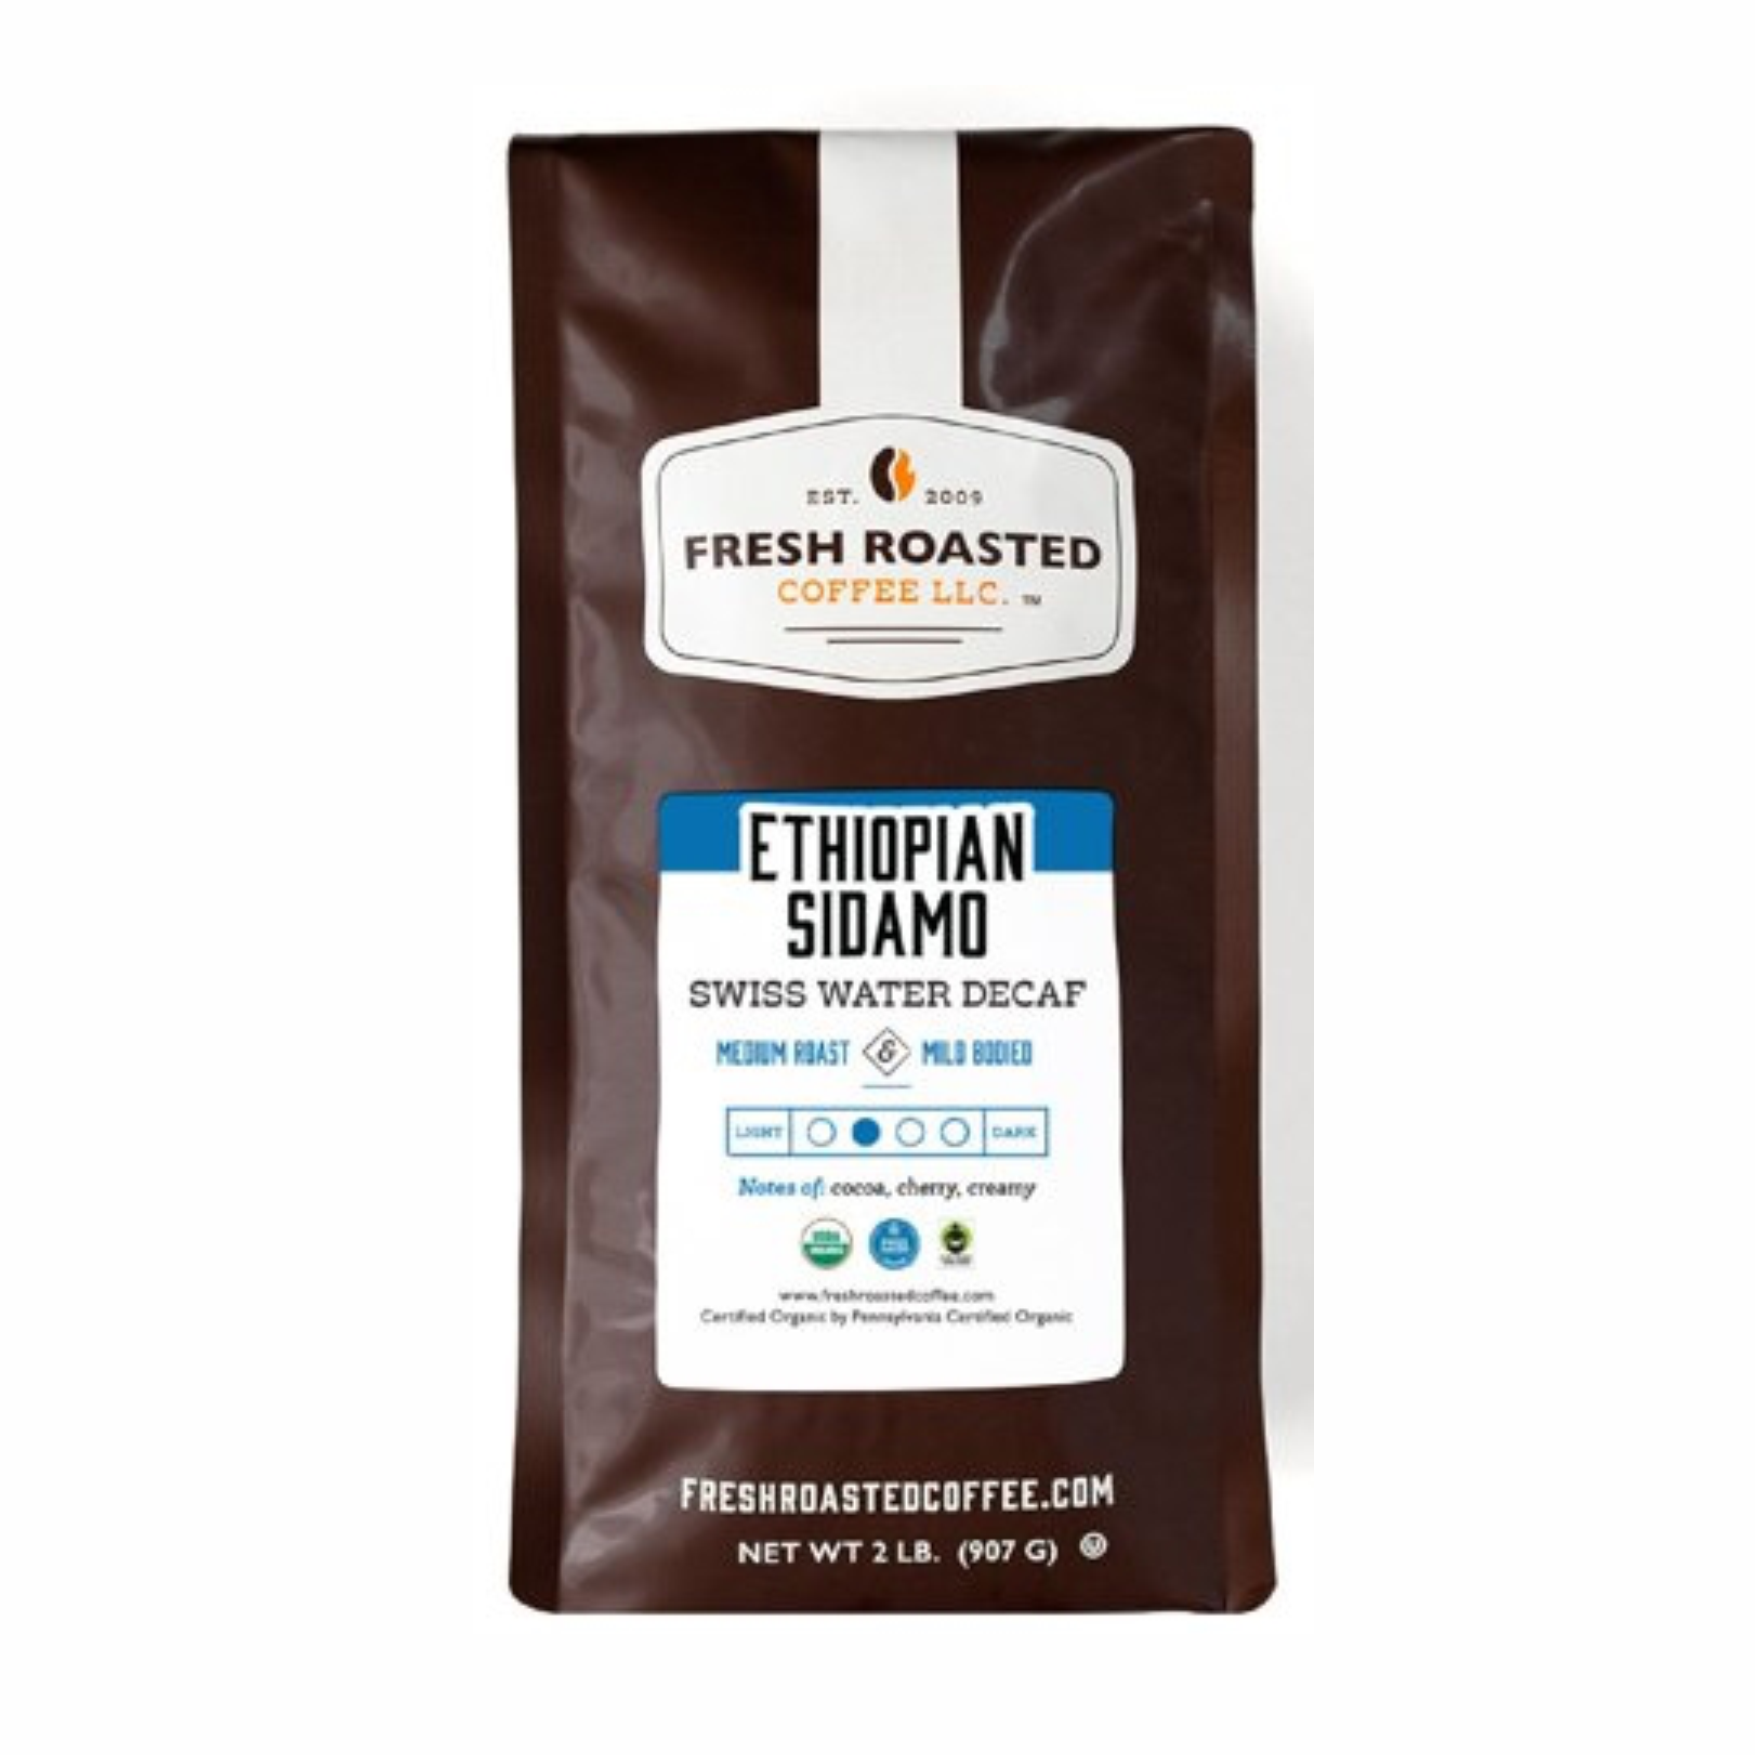 EST. 2009
FRESH ROASTED
COFFEE LLC. ™
ETHIOPIAN
SIDAMO
SWISS WATER DECAF
MEDIUM ROAST & MILD BODIED
LIGHT DARK
Notes of: cocoa, cherry, creamy
USDA
ORGANIC
www.freshroastedcoffee.com
Certified Organic by Pennsylvania Certified Organic
FRESHROASTEDCOFFEE.COM
NET WT 2 LB. (907 G) U